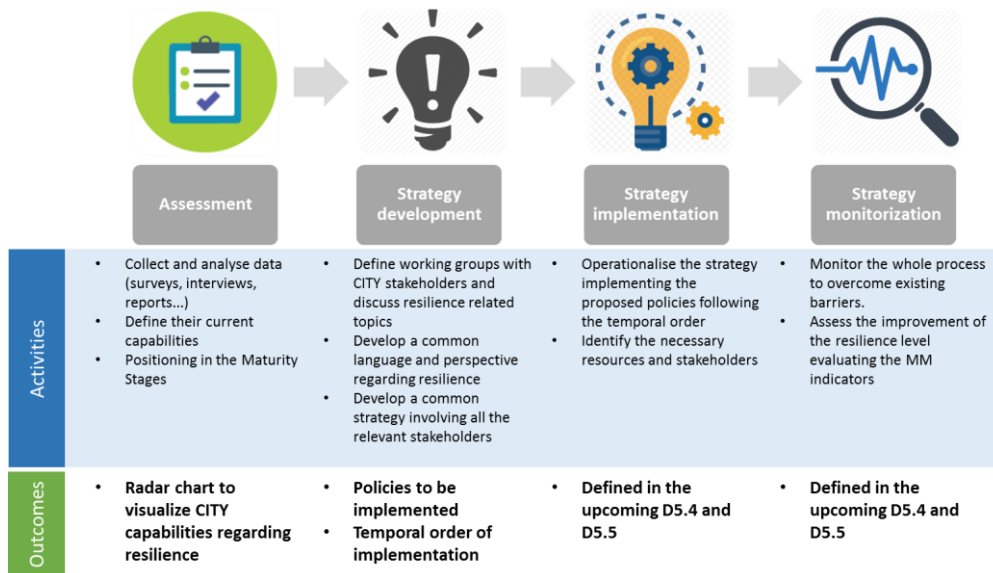 Assessment
Strategy
development
Strategy
implementation
Strategy
monitorization
Activities
• Collect and analyse data
(surveys, interviews,
reports...)
• Define their current
capabilities
• Positioning in the Maturity
Stages
• Define working groups with
CITY stakeholders and
discuss resilience related
topics
• Develop a common
language and perspective
regarding resilience
• Develop a common
strategy involving all the
relevant stakeholders
• Operationalise the strategy
implementing the
proposed policies following
the temporal order
• Identify the necessary
resources and stakeholders
• Monitor the whole process
to overcome existing
barriers.
• Assess the improvement of
the resilience level
evaluating the MM
indicators
Outcomes
• Radar chart to
visualize CITY
capabilities regarding
resilience
• Policies to be
implemented
• Temporal order of
implementation
• Defined in the
upcoming D5.4 and
D5.5
• Defined in the
upcoming D5.4 and
D5.5